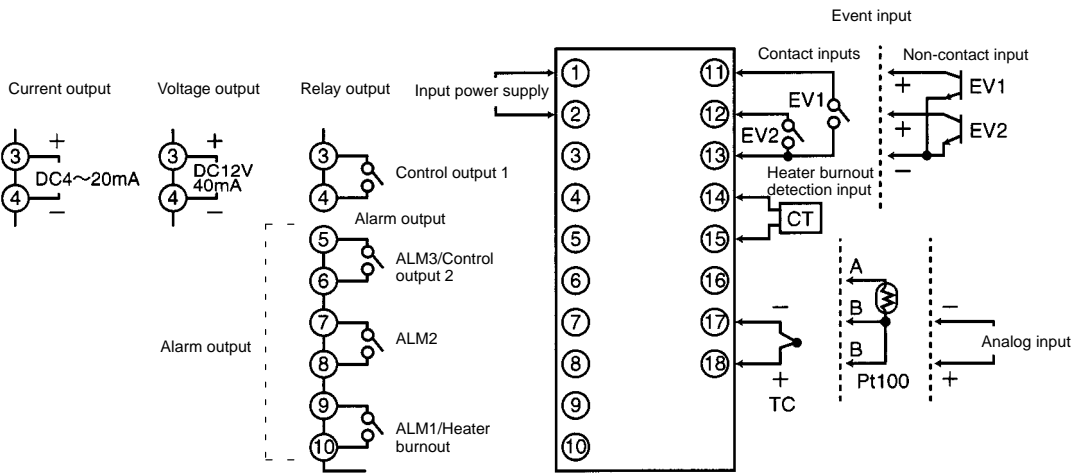 Event input
Contact inputs
Non-contact input
Current output
Voltage output
Relay output
Input power supply
3
+
DC4～20mA
4
−
3
+
DC12V
40mA
4
−
3
4
Control output 1
Alarm output
Alarm output
5
6
ALM3/Control
output 2
7
8
ALM2
9
10
ALM1/Heater
burnout
1
2
3
4
5
6
7
8
9
10
11
12
13
14
15
16
17
18
EV1
EV2
+
EV1
+
EV2
−
Heater burnout
detection input
CT
−
+
TC
A
B
B
Pt100
−
Analog input
+